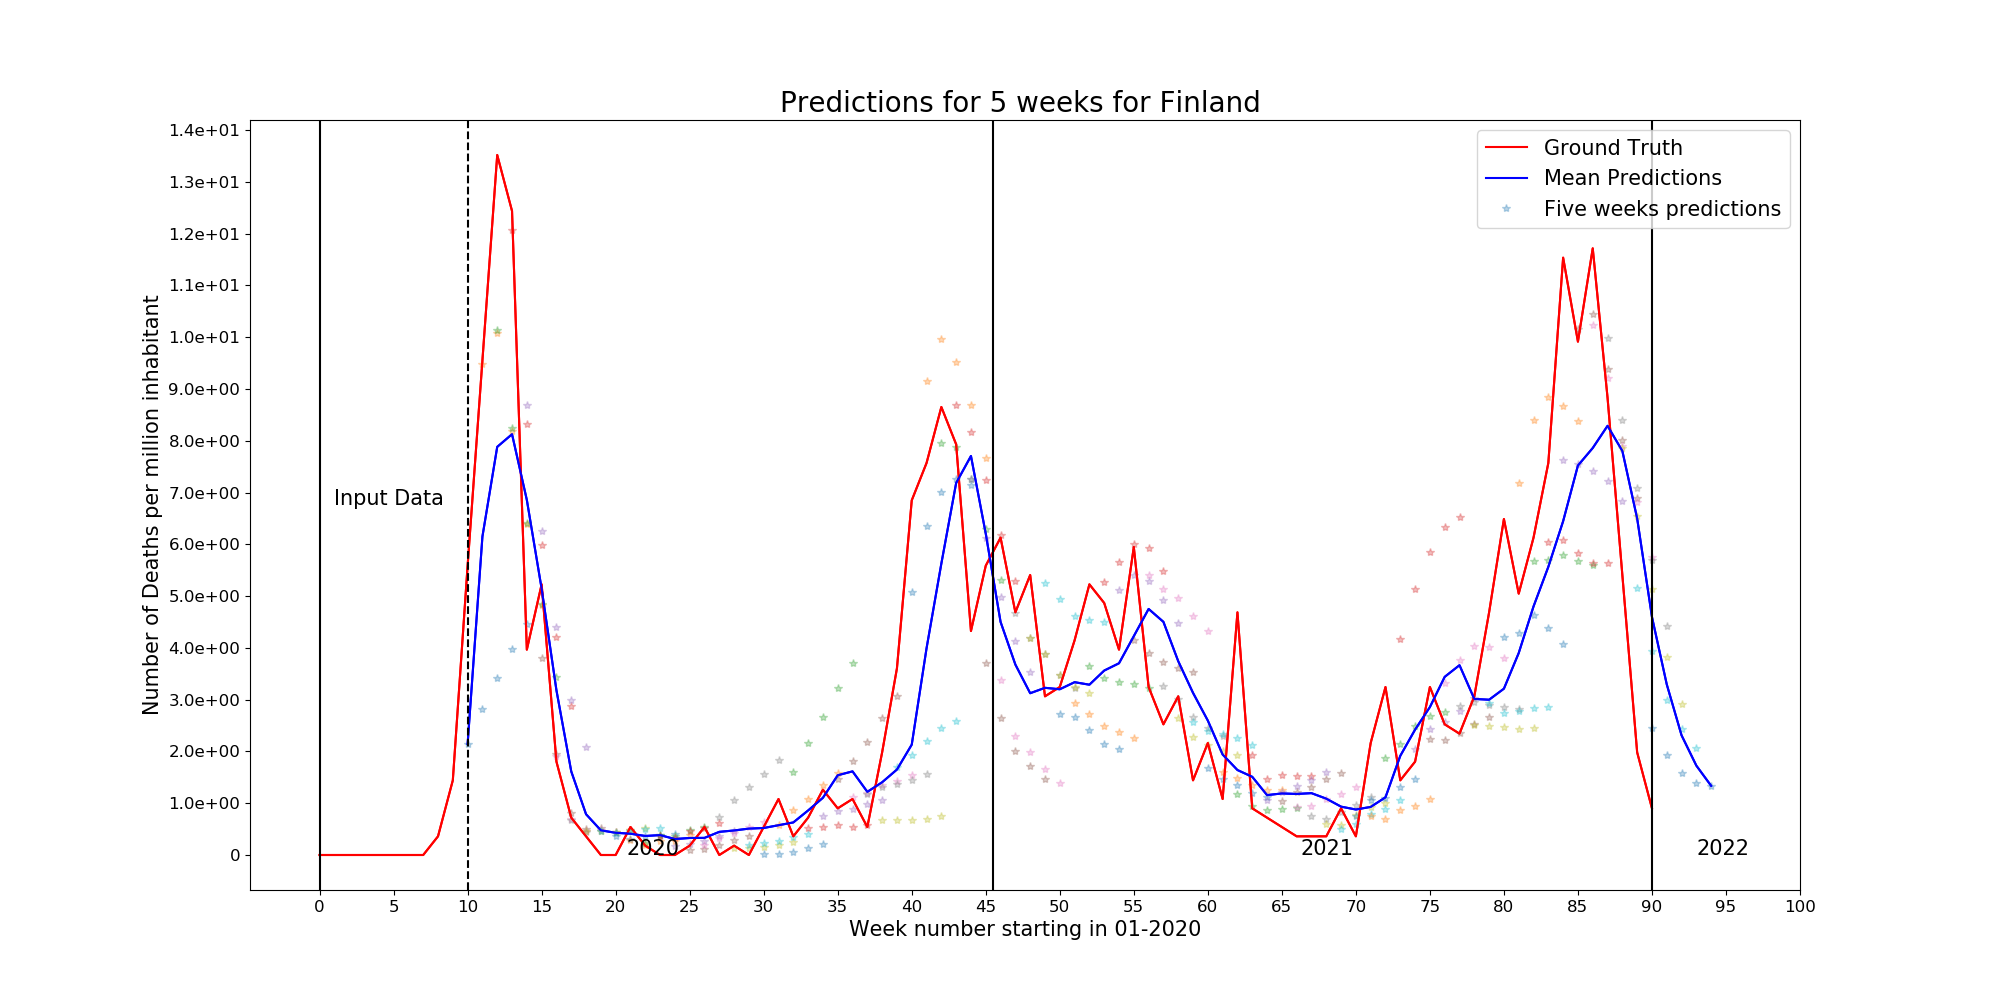 Predictions for 5 weeks for Finland
1.4e+01
1.3e+01
1.2e+01
1.1e+01
1.0e+01
9.0e+00
8.0e+00
7.0e+00
6.0e+00
5.0e+00
4.0e+00
3.0e+00
2.0e+00
1.0e+00
0
Number of Deaths per million inhabitant
Ground Truth
Mean Predictions
Five weeks predictions
Input Data
2020
2021
2022
0 5 10 15 20 25 30 35 40 45 50 55 60 65 70 75 80 85 90 95 100
Week number starting in 01-2020